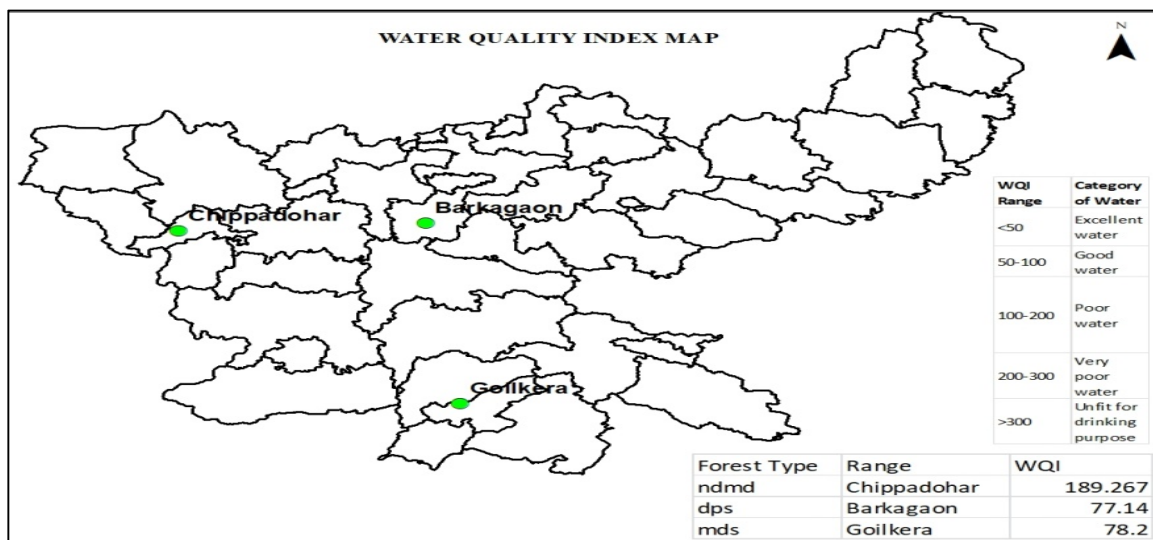 WATER QUALITY INDEX MAP
N
Chippadohar
Barkagaon
Goilkera
WQI Range Category of Water
<50 Excellent water
50-100 Good water
100-200 Poor water
200-300 Very poor water
>300 Unfit for drinking purpose
Forest Type Range WQI
ndmd Chippadohar 189.267
dps Barkagaon 77.14
mds Goilkera 78.2